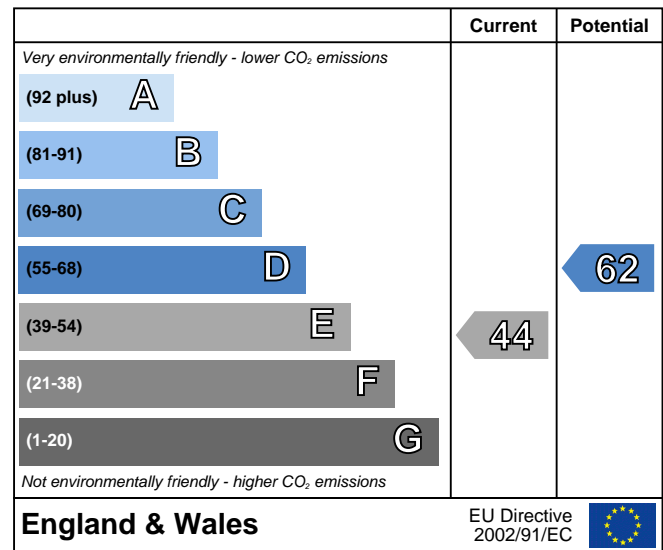 Current Potential
Very environmentally friendly - lower CO₂ emissions
(92 plus) A
(81-91) B
(69-80) C
(55-68) D
62
(39-54) E
44
(21-38) F
(1-20) G
Not environmentally friendly - higher CO₂ emissions
England & Wales
EU Directive
2002/91/EC